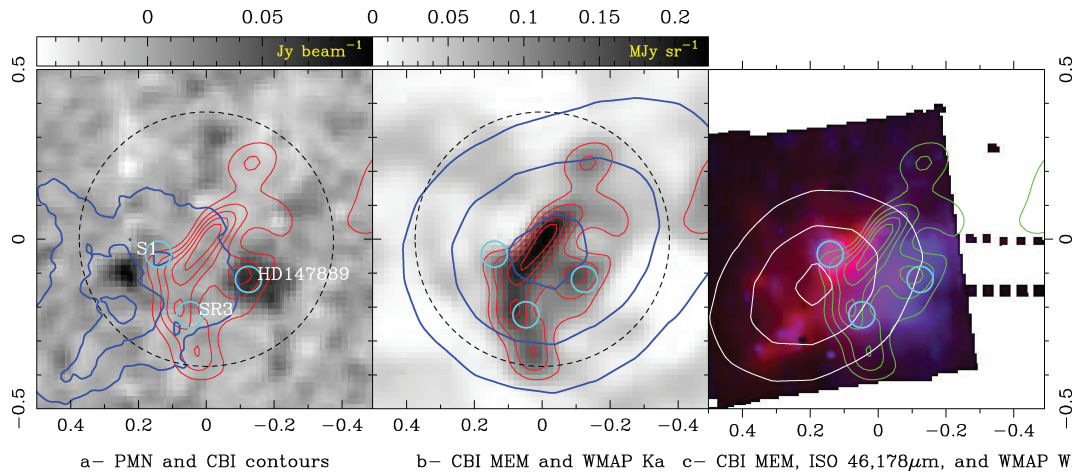 0 0.05 0 0.05 0.1 0.15 0.2
Jy beam⁻¹ MJy sr⁻¹
0.5 0.5
S1
HD147889
SR3
0 0
−0.5 −0.5
0.4 0.2 0 −0.2 −0.4 0.4 0.2 0 −0.2 −0.4 0.4 0.2 0 −0.2 −0.4
a− PMN and CBI contours b− CBI MEM and WMAP Ka c− CBI MEM, ISO 46,178μm, and WMAP W